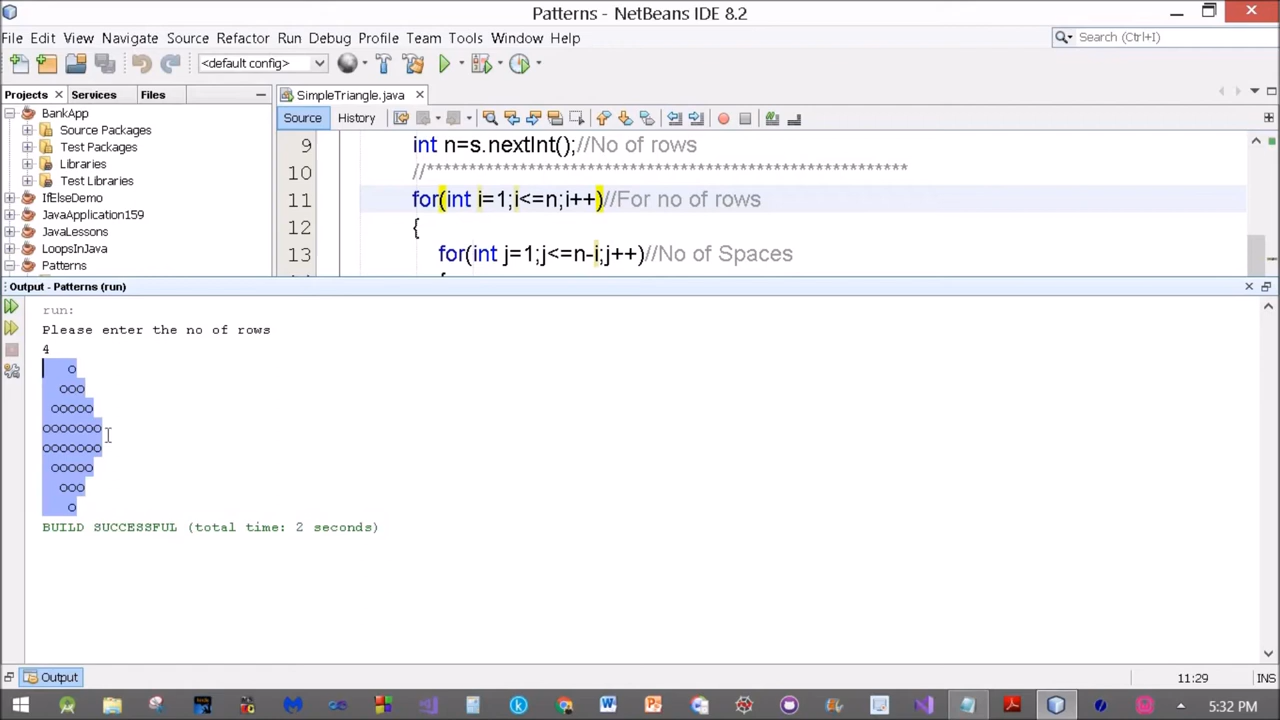 Patterns - NetBeans IDE 8.2
File Edit View Navigate Source Refactor Run Debug Profile Team Tools Window Help
Search (Ctrl+I)
<default config>
Projects Services Files
SimpleTriangle.java
Source History
BankApp
Source Packages
Test Packages
Libraries
Test Libraries
IfElseDemo
JavaApplication159
JavaLessons
LoopsInJava
Patterns
9 int n=s.nextInt();//No of rows
10 //*******************************************************
11 for(int i=1;i<=n;i++)//For no of rows
12 {
13 for(int j=1;j<=n-i;j++)//No of Spaces
Output - Patterns (run)
run:
Please enter the no of rows
4
   o
  ooo
 ooooo
ooooooo
ooooooo
 ooooo
  ooo
   o
BUILD SUCCESSFUL (total time: 2 seconds)
Output
11:29 INS
5:32 PM